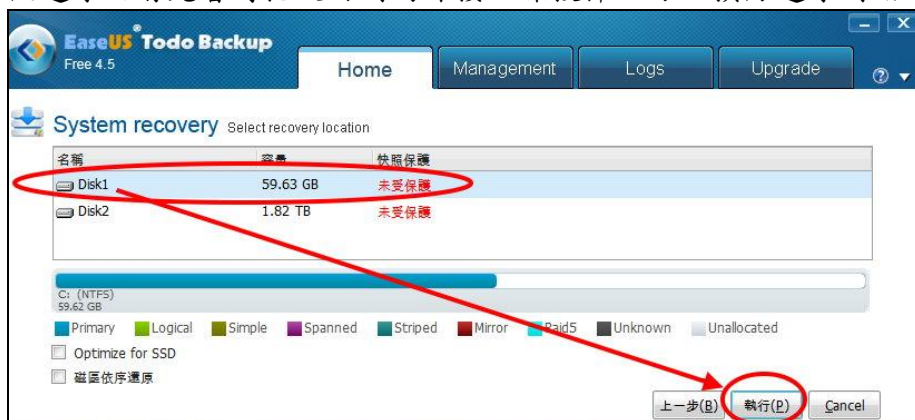 EaseUS® Todo Backup
Free 4.5
Home
Management
Logs
Upgrade
System recovery Select recovery location
名稱 容量 快照保護
Disk1 59.63 GB 未受保護
Disk2 1.82 TB 未受保護
C: (NTFS)
59.62 GB
Primary Logical Simple Spanned Striped Mirror Raid5 Unknown Unallocated
Optimize for SSD
磁區依序還原
上一步(B) 執行(P) Cancel